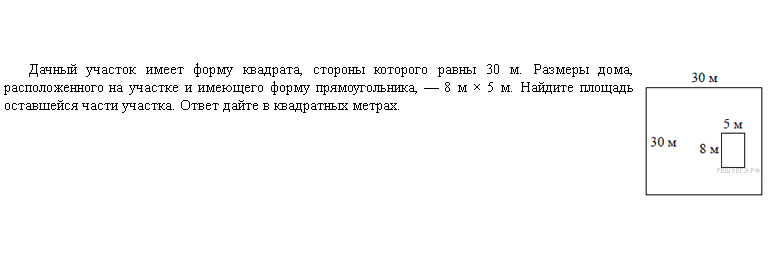 Дачный участок имеет форму квадрата, стороны которого равны 30 м. Размеры дома,
расположенного на участке и имеющего форму прямоугольника, — 8 м × 5 м. Найдите площадь
оставшейся части участка. Ответ дайте в квадратных метрах.
30 м
5 м
30 м
8 м
РЕШУЕГЭ.РФ